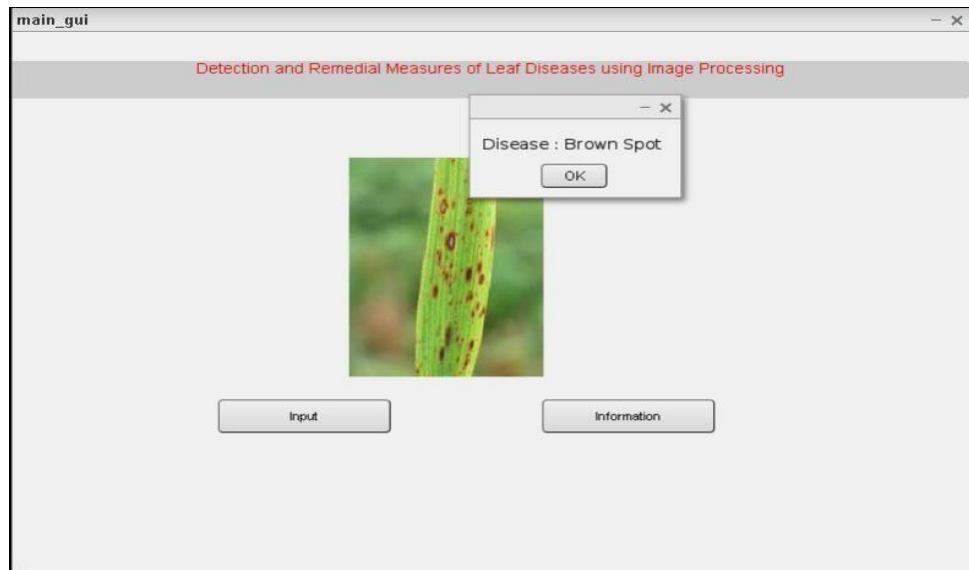 main_gui
Detection and Remedial Measures of Leaf Diseases using Image Processing
Disease : Brown Spot
OK
Input
Information